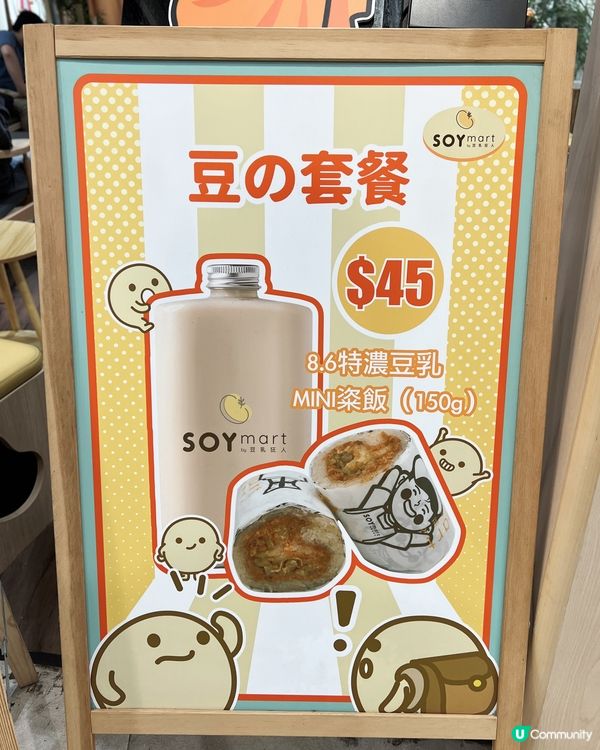 SOYmart
by 豆乳狂人
豆の套餐
$45
8.6特濃豆乳
MINI粢飯（150g）
SOYmart
by 豆乳狂人
SOYmart
U Community